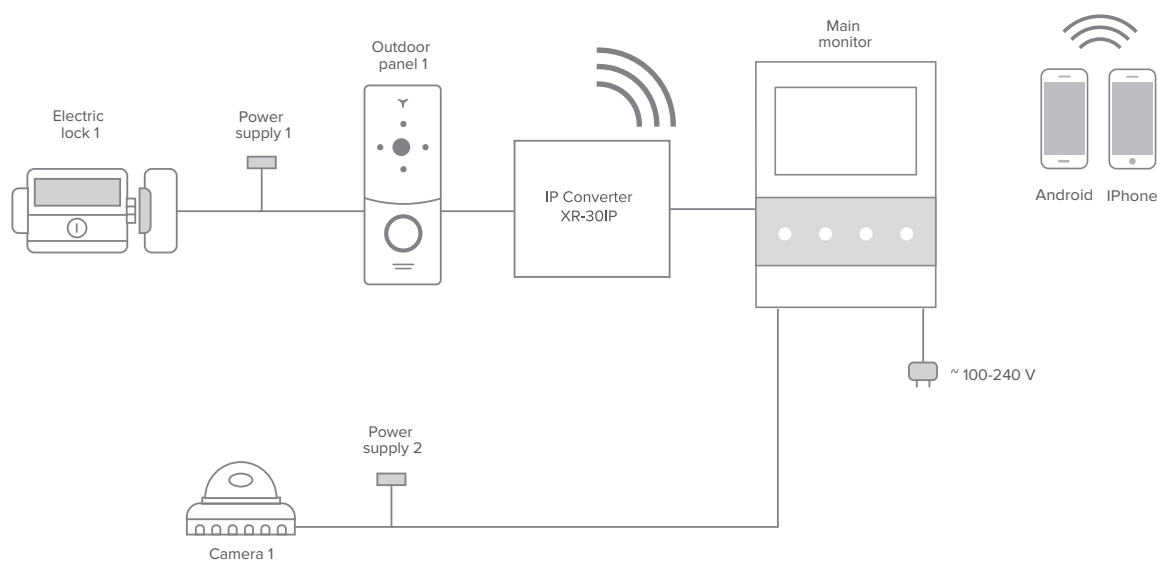 Main
monitor
Outdoor
panel 1
Electric
lock 1
Power
supply 1
IP Converter
XR-30IP
Android
IPhone
~ 100-240 V
Power
supply 2
Camera 1